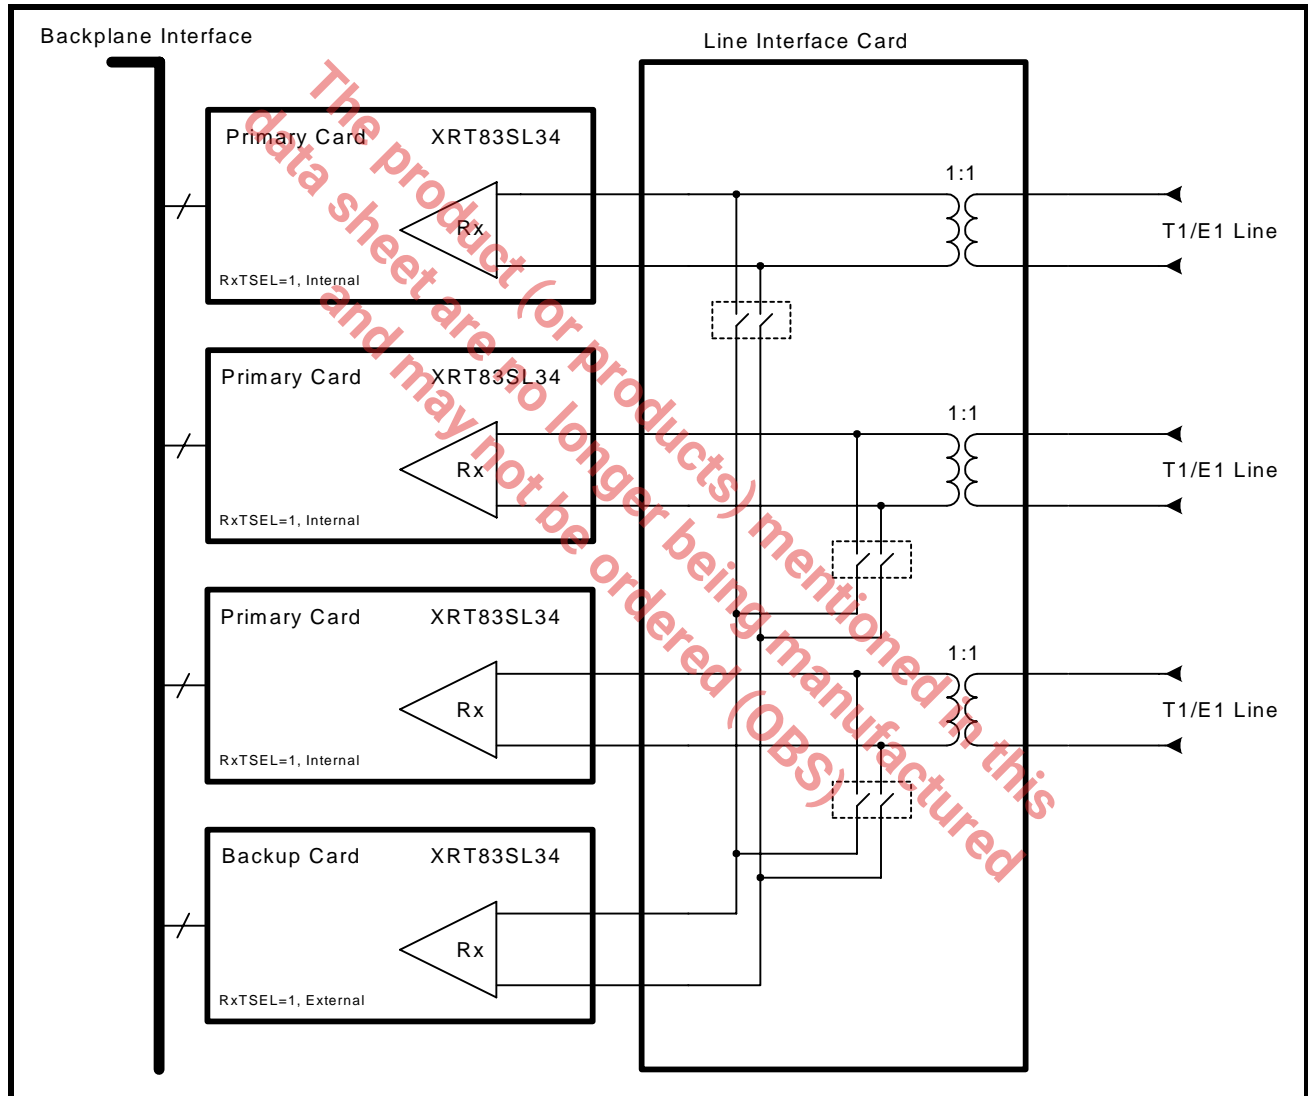 Backplane Interface
Line Interface Card
Primary Card XRT83SL34
Rx
RxTSEL=1, Internal
1:1
T1/E1 Line
Primary Card XRT83SL34
Rx
RxTSEL=1, Internal
1:1
T1/E1 Line
Primary Card XRT83SL34
Rx
RxTSEL=1, Internal
1:1
T1/E1 Line
Backup Card XRT83SL34
Rx
RxTSEL=1, External
The product (or products) mentioned in this
data sheet are no longer being manufactured
and may not be ordered (OBS)